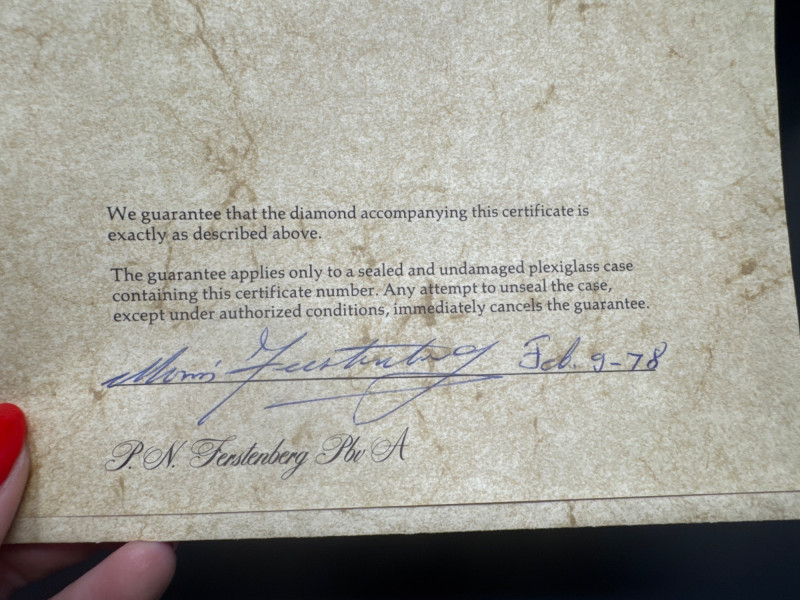 We guarantee that the diamond accompanying this certificate is
exactly as described above.
The guarantee applies only to a sealed and undamaged plexiglass case
containing this certificate number. Any attempt to unseal the case,
except under authorized conditions, immediately cancels the guarantee.
Ferstenberg Feb. 9-78
P. N. Ferstenberg Pbv A